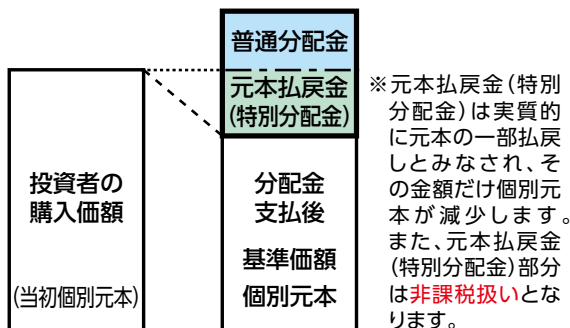 普通分配金
元本払戻金
(特別分配金)
投資者の
購入価額
(当初個別元本)
分配金
支払後
基準価額
個別元本
※元本払戻金(特別
分配金)は実質的
に元本の一部払戻
しとみなされ、そ
の金額だけ個別元
本が減少します。
また、元本払戻金
(特別分配金)部分
は非課税扱いとな
ります。